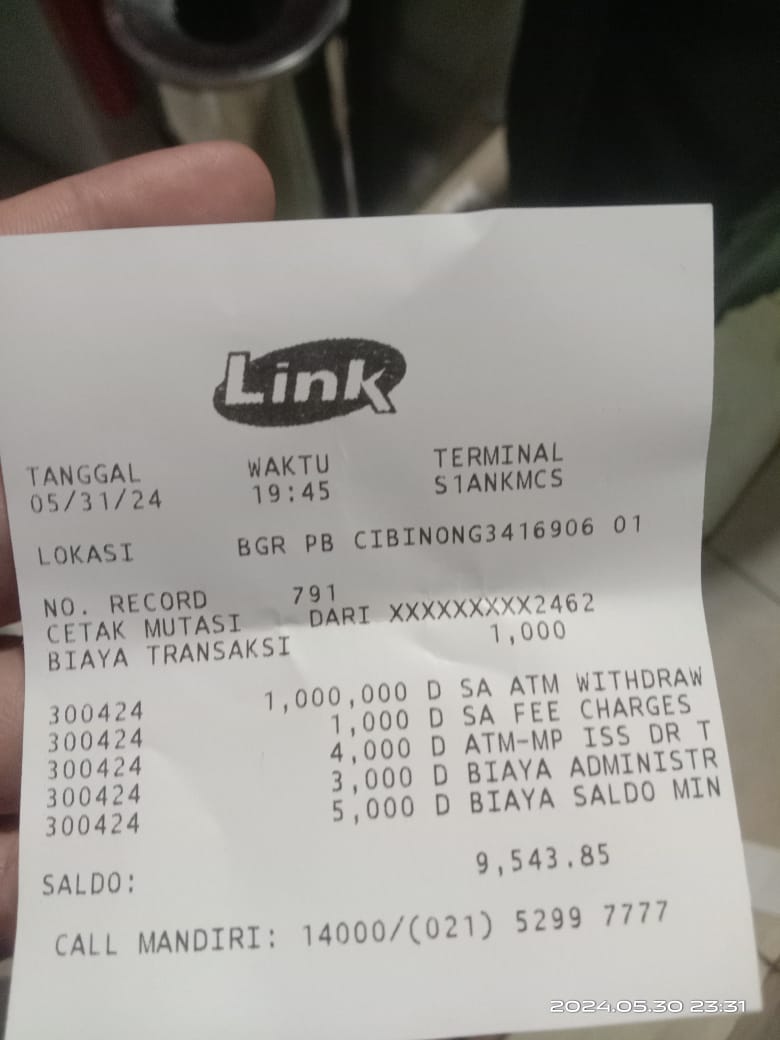 Link
TANGGAL WAKTU TERMINAL
05/31/24 19:45 S1ANKMCS
LOKASI BGR PB CIBINONG3416906 01
NO. RECORD 791
CETAK MUTASI DARI XXXXXXXXX2462
BIAYA TRANSAKSI 1,000
300424 1,000,000 D SA ATM WITHDRAW
300424 1,000 D SA FEE CHARGES
300424 4,000 D ATM-MP ISS DR T
300424 3,000 D BIAYA ADMINISTR
300424 5,000 D BIAYA SALDO MIN
SALDO: 9,543.85
CALL MANDIRI: 14000/(021) 5299 7777
2024.05.30 23:31